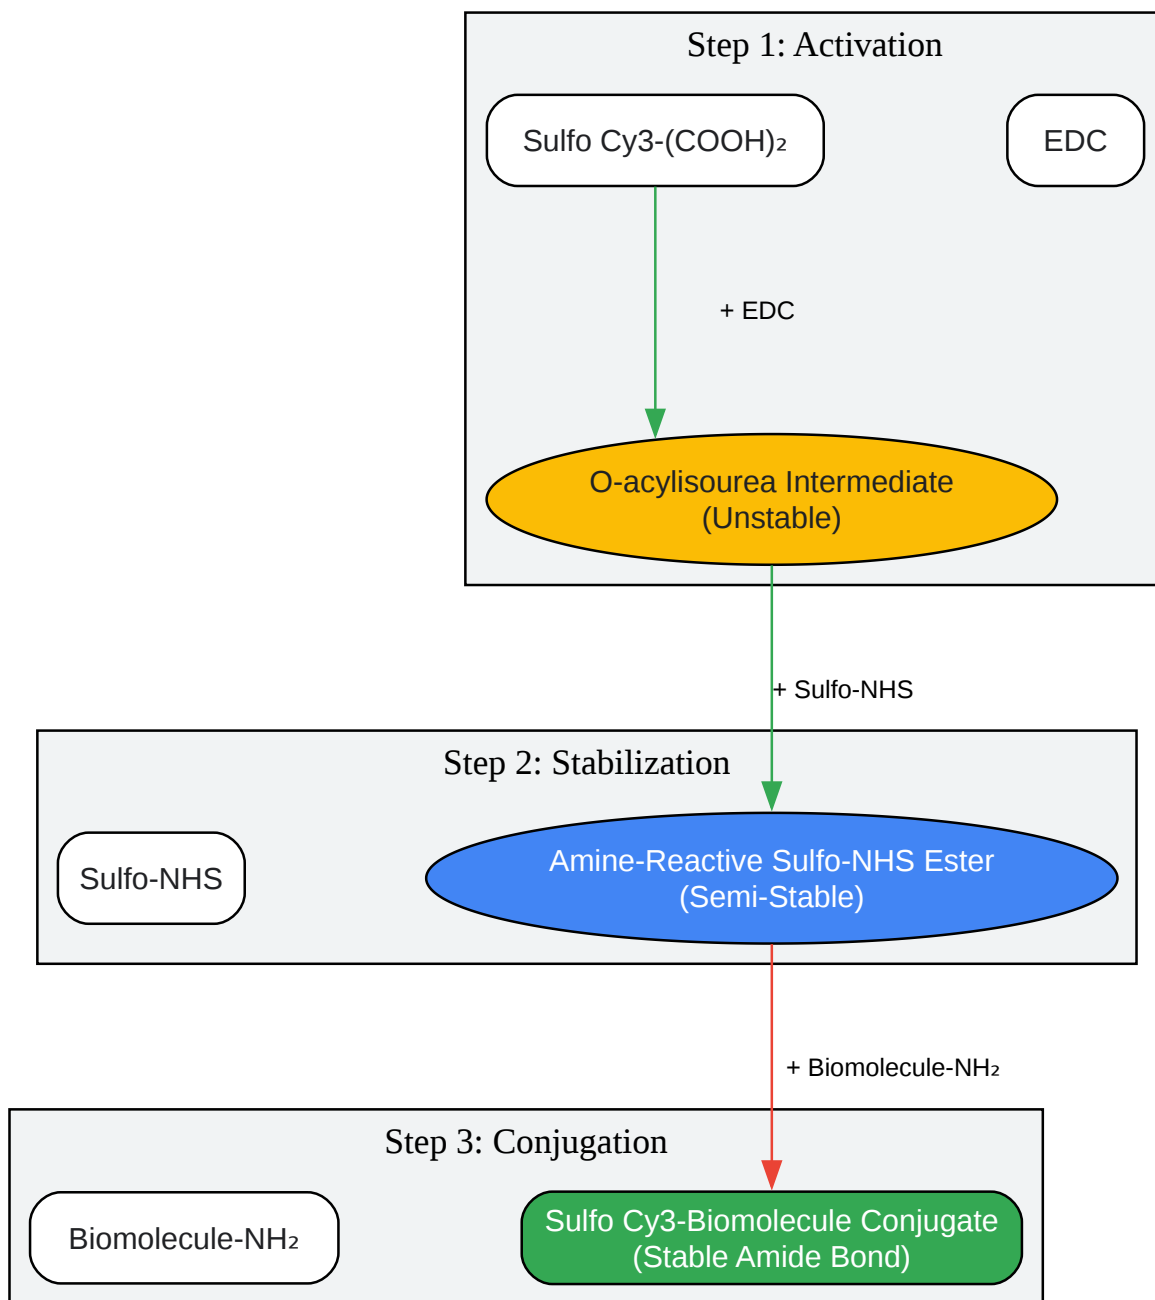 Step 1: Activation
Sulfo Cy3-(COOH)₂
EDC
+ EDC
O-acylisourea Intermediate
(Unstable)
+ Sulfo-NHS
Step 2: Stabilization
Sulfo-NHS
Amine-Reactive Sulfo-NHS Ester
(Semi-Stable)
+ Biomolecule-NH₂
Step 3: Conjugation
Biomolecule-NH₂
Sulfo Cy3-Biomolecule Conjugate
(Stable Amide Bond)